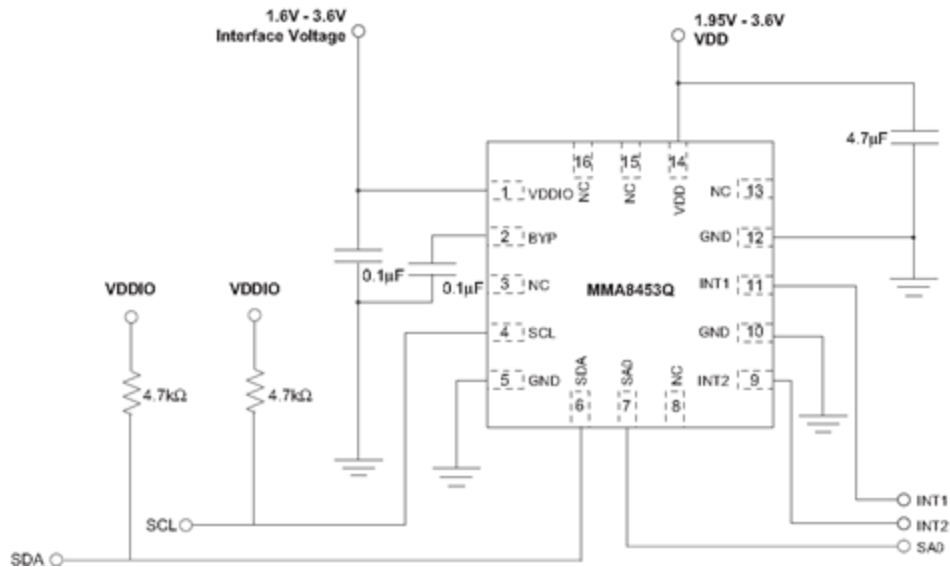 1.6V - 3.6V
Interface Voltage
1.95V - 3.6V
VDD
4.7µF
16
NC
15
NC
14
VDD
1
VDDIO
2
BYP
3
NC
4
SCL
5
GND
NC
13
GND
12
INT1
11
GND
10
INT2
9
MMA8453Q
SDA
6
SA0
7
NC
8
0.1µF
0.1µF
VDDIO
VDDIO
4.7kΩ
4.7kΩ
SCL
SDA
INT1
INT2
SA0